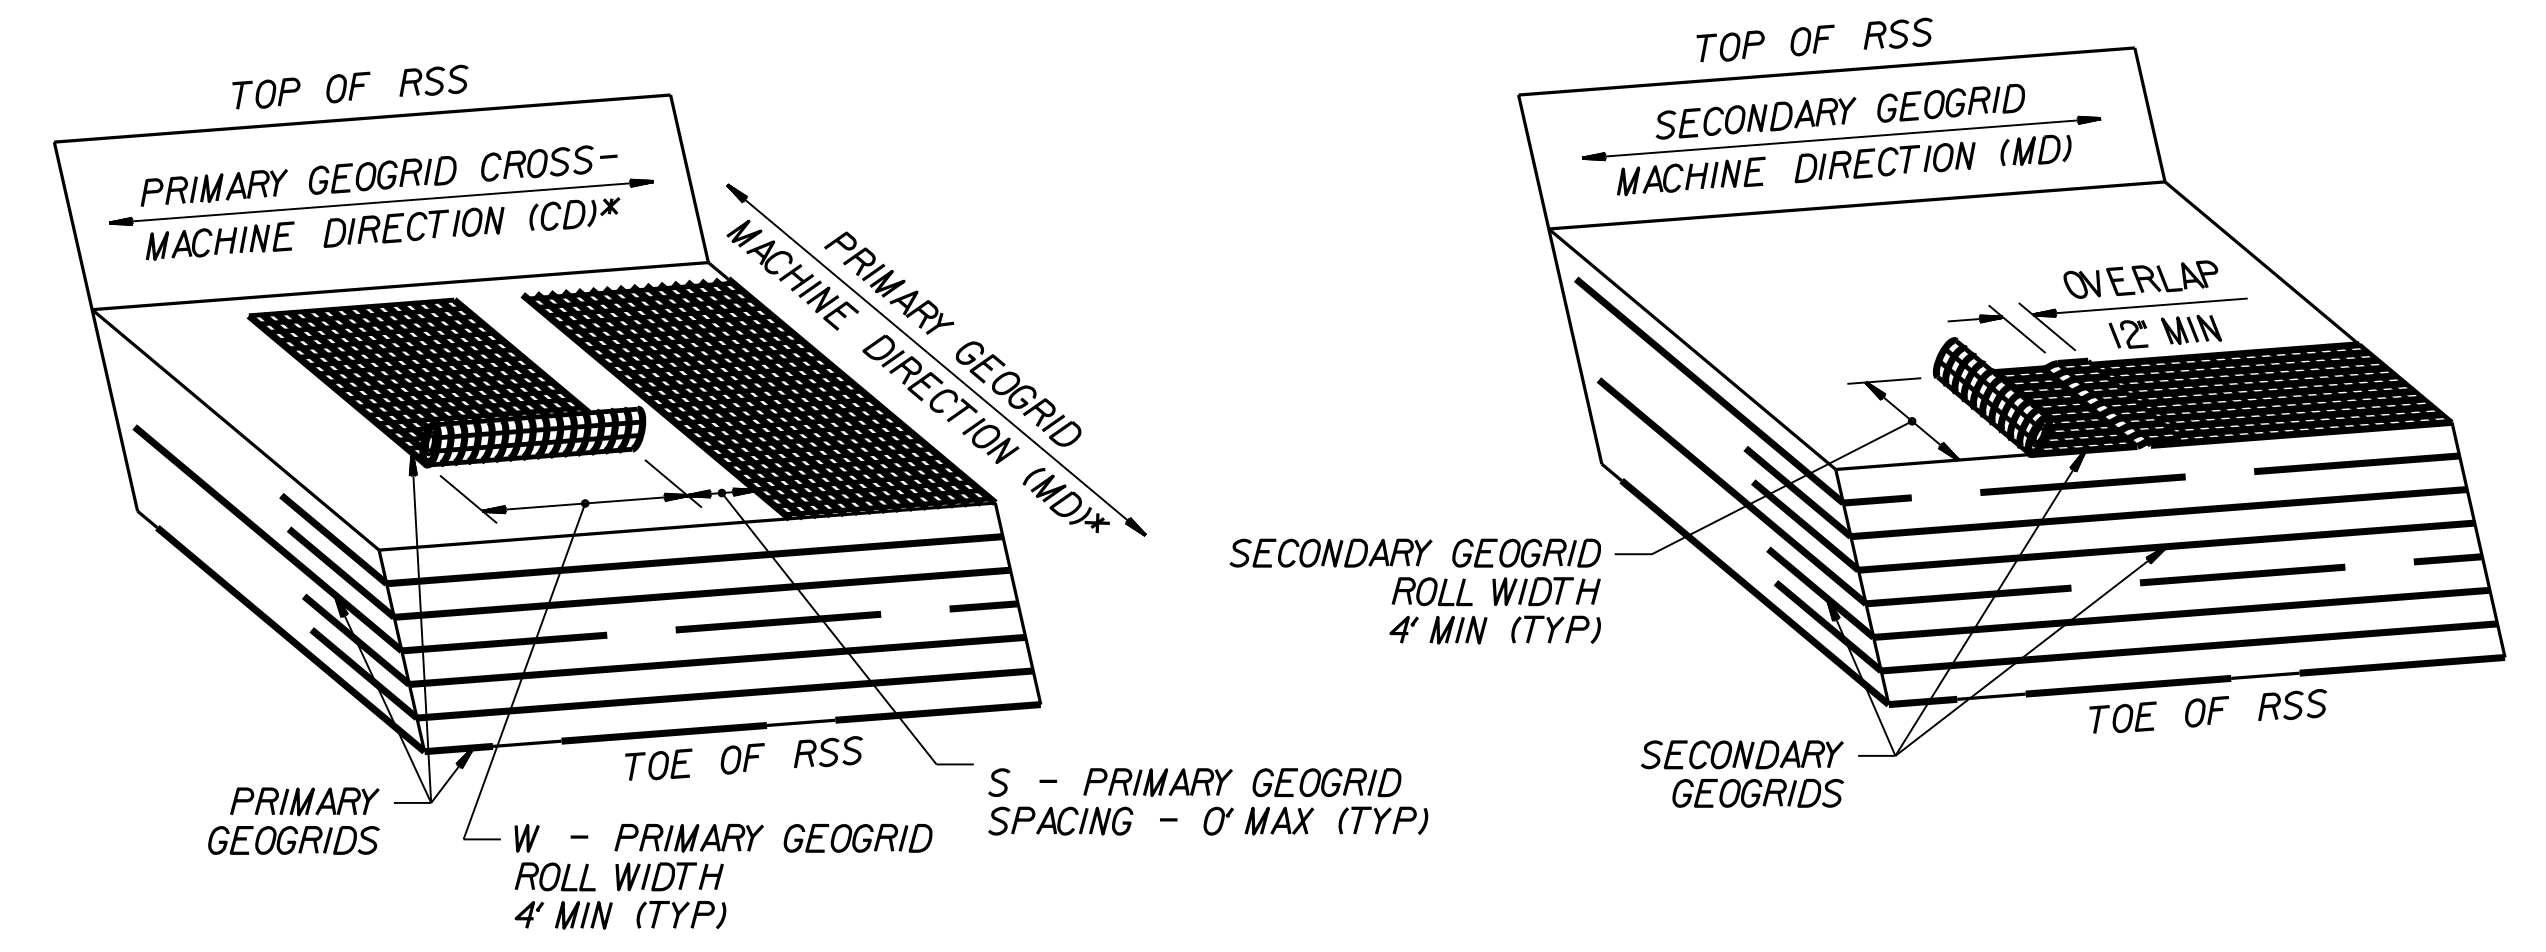 TOP OF RSS
PRIMARY GEOGRID CROSS-
MACHINE DIRECTION (CD)*
PRIMARY GEOGRID
MACHINE DIRECTION (MD)*
TOE OF RSS
PRIMARY
GEOGRIDS
W - PRIMARY GEOGRID
ROLL WIDTH
4' MIN (TYP)
S - PRIMARY GEOGRID
SPACING - 0' MAX (TYP)
TOP OF RSS
SECONDARY GEOGRID
MACHINE DIRECTION (MD)
OVERLAP
12" MIN
SECONDARY GEOGRID
ROLL WIDTH
4' MIN (TYP)
TOE OF RSS
SECONDARY
GEOGRIDS